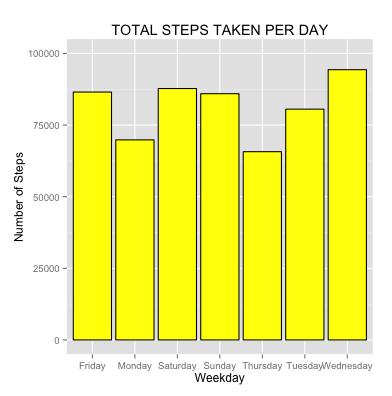 TOTAL STEPS TAKEN PER DAY
100000
75000
50000
25000
0
Number of Steps
Friday Monday Saturday Sunday Thursday Tuesday Wednesday
Weekday